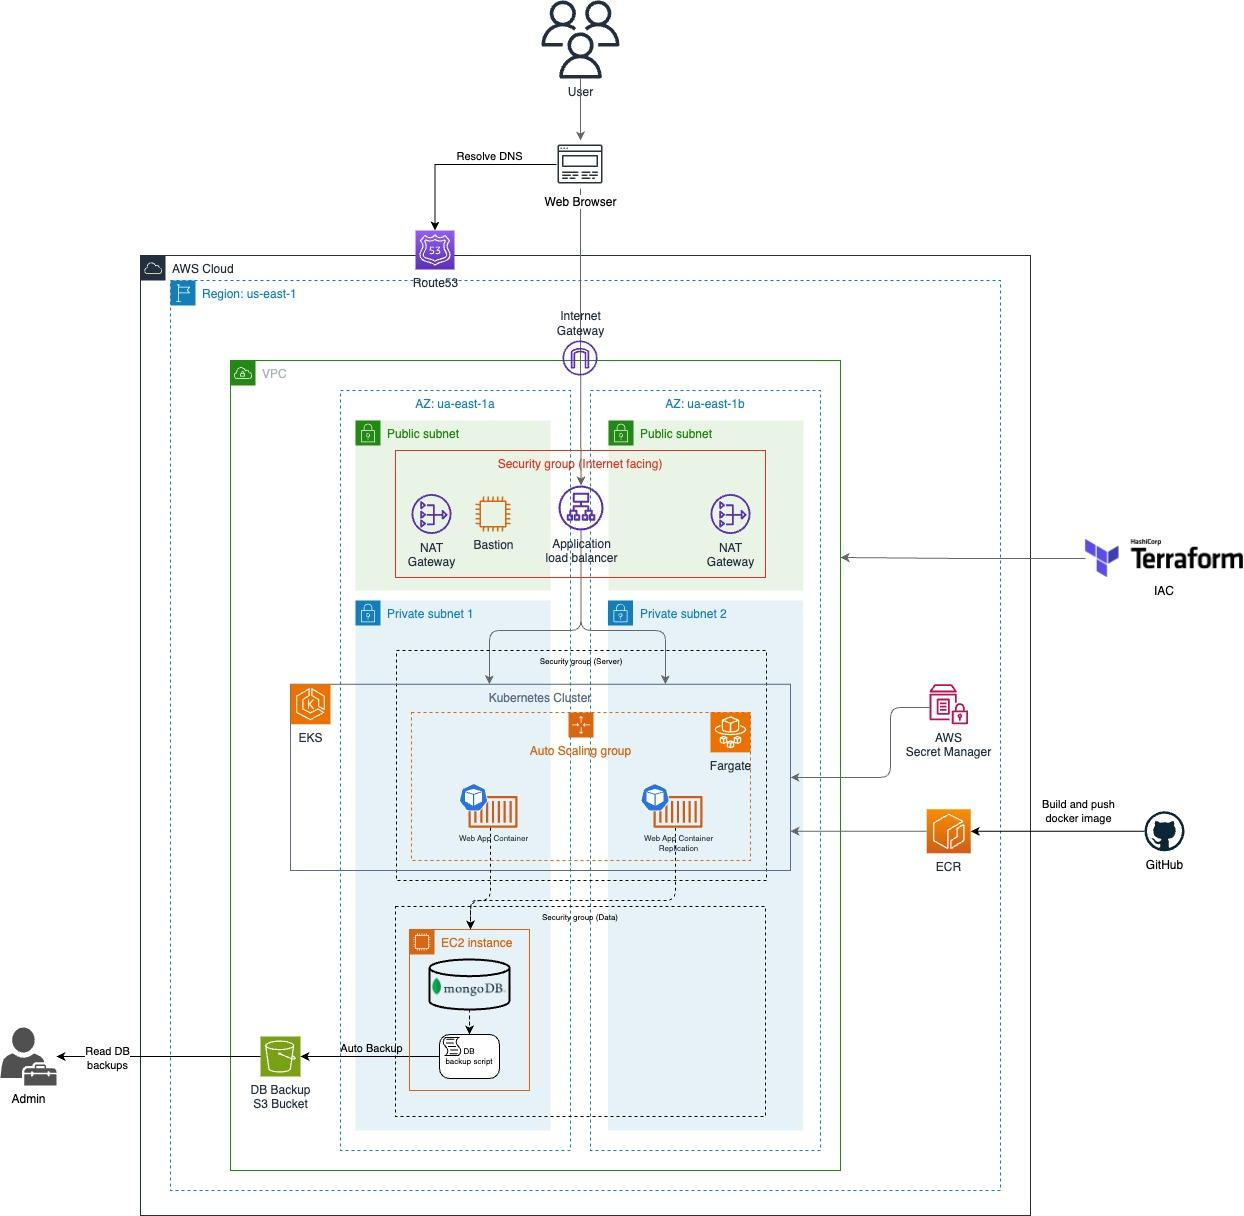 User
Resolve DNS
Web Browser
53
AWS Cloud
Route53
Region: us-east-1
Internet
Gateway
VPC
AZ: ua-east-1a
AZ: ua-east-1b
Public subnet
Public subnet
Security group (Internet facing)
NAT
Gateway
Bastion
Application
load balancer
NAT
Gateway
HashiCorp
Terraform
IAC
Private subnet 1
Private subnet 2
Security group (Server)
Kubernetes Cluster
EKS
Auto Scaling group
Fargate
AWS
Secret Manager
Web App Container
Web App Container
Replication
Build and push
docker image
ECR
GitHub
Security group (Data)
EC2 instance
mongoDB.
DB
backup script
Auto Backup
Read DB
backups
Admin
DB Backup
S3 Bucket